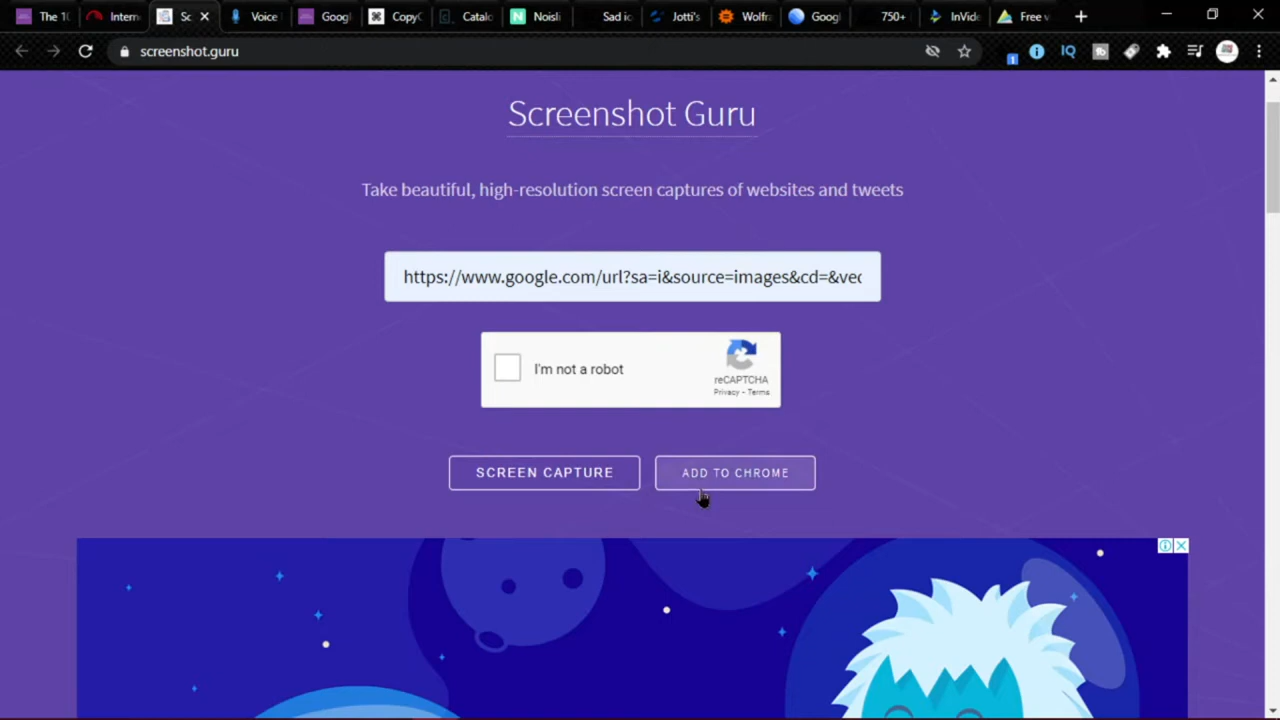 The 10
Intern
Sc
Voice
Googl
CopyC
Catalo
Noisli
Sad ic
Jotti's
Wolfra
Googl
750+
InVide
Free v
screenshot.guru
1
IQ
Screenshot Guru
Take beautiful, high-resolution screen captures of websites and tweets
https://www.google.com/url?sa=i&source=images&cd=&vec
I'm not a robot
reCAPTCHA
Privacy - Terms
SCREEN CAPTURE
ADD TO CHROME